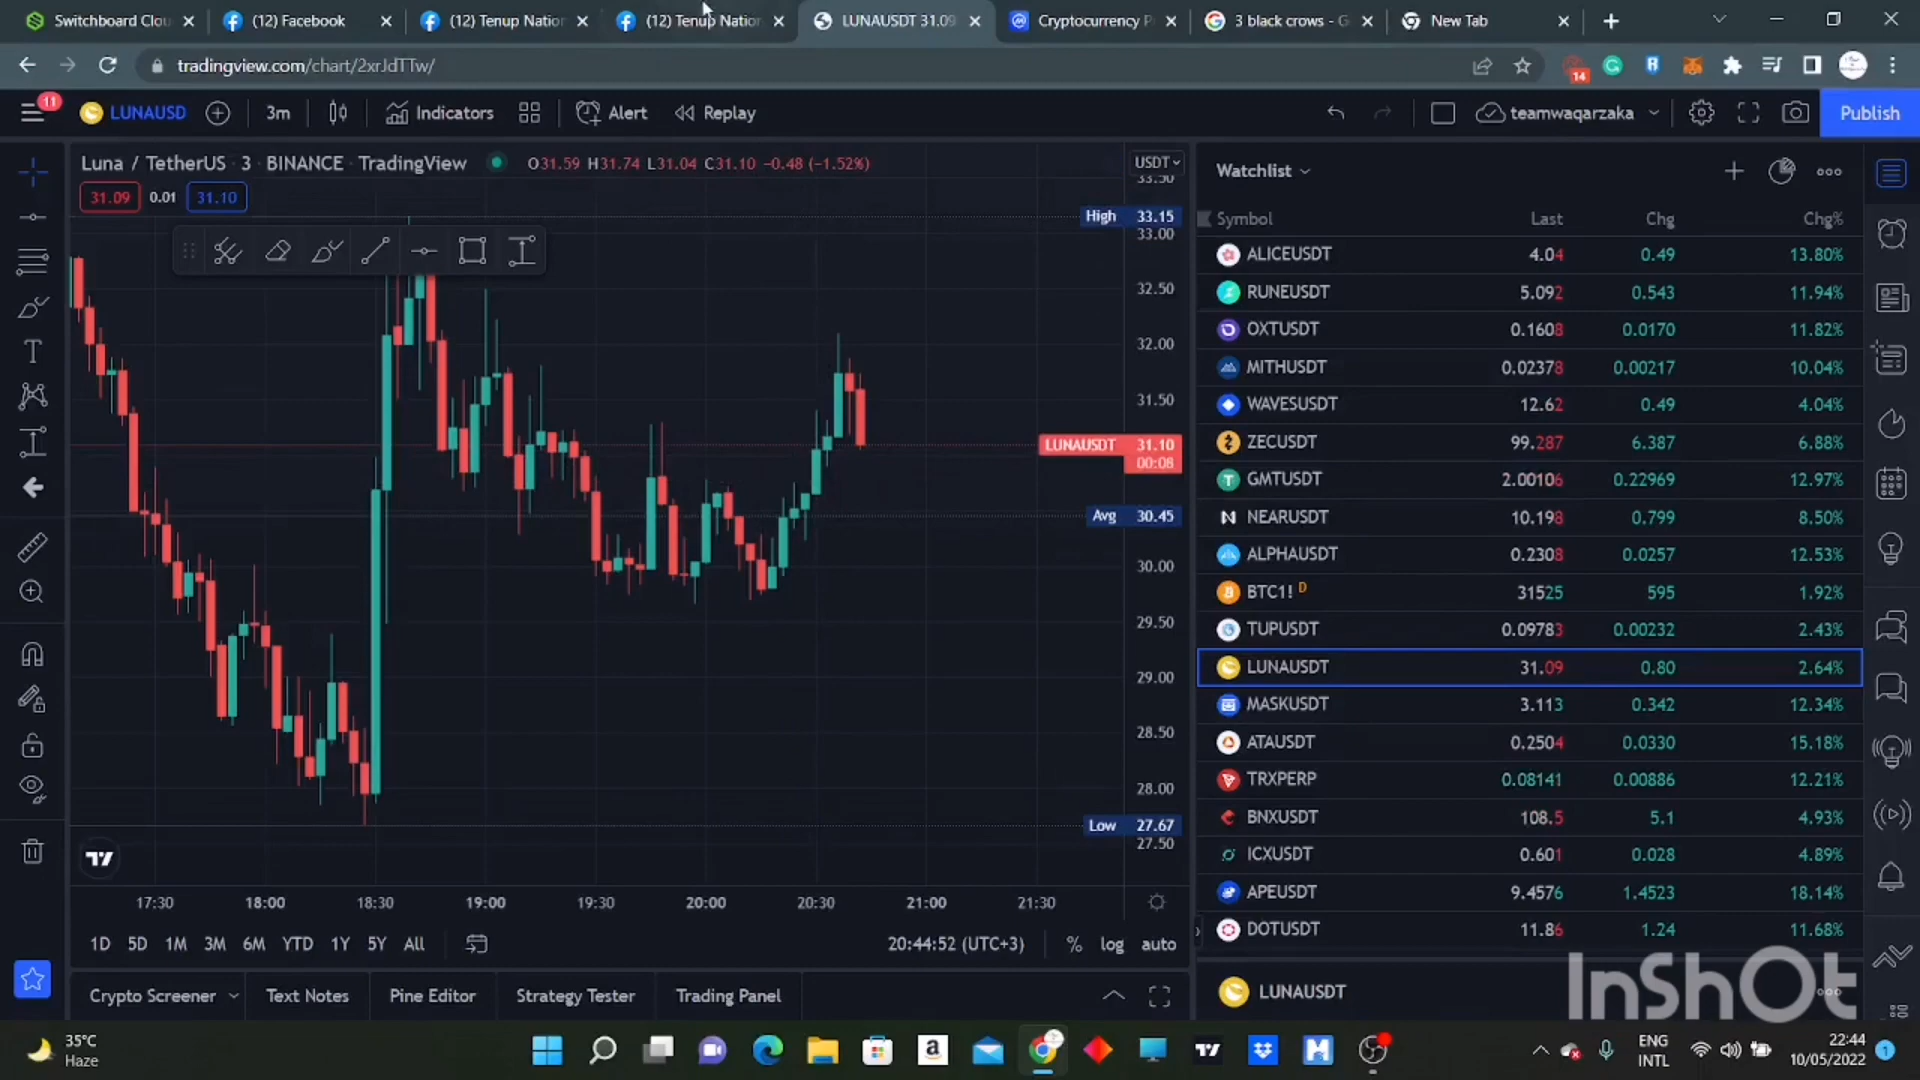 Switchboard Clou
(12) Facebook
(12) Tenup Nation
(12) Tenup Nation
LUNAUSDT 31.09
Cryptocurrency P
3 black crows - G
New Tab
tradingview.com/chart/2xrJdTTw/
14
11
LUNAUSD
3m
Indicators
Alert
Replay
teamwaqarzaka
Publish
Luna / TetherUS · 3 · BINANCE · TradingView
O31.59 H31.74 L31.04 C31.10 −0.48 (−1.52%)
31.09 0.01 31.10
USDT
33.50
High 33.15
33.00
32.50
32.00
31.50
LUNAUSDT 31.10
00:08
Avg 30.45
30.00
29.50
29.00
28.50
28.00
Low 27.67
27.50
17:30 18:00 18:30 19:00 19:30 20:00 20:30 21:00 21:30
1D 5D 1M 3M 6M YTD 1Y 5Y All
20:44:52 (UTC+3)
% log auto
Crypto Screener
Text Notes
Pine Editor
Strategy Tester
Trading Panel
Watchlist
Symbol Last Chg Chg%
ALICEUSDT 4.04 0.49 13.80%
RUNEUSDT 5.092 0.543 11.94%
OXTUSDT 0.1608 0.0170 11.82%
MITHUSDT 0.02378 0.00217 10.04%
WAVESUSDT 12.62 0.49 4.04%
ZECUSDT 99.287 6.387 6.88%
GMTUSDT 2.00106 0.22969 12.97%
NEARUSDT 10.198 0.799 8.50%
ALPHAUSDT 0.2308 0.0257 12.53%
BTC1! D 31525 595 1.92%
TUPUSDT 0.09783 0.00232 2.43%
LUNAUSDT 31.09 0.80 2.64%
MASKUSDT 3.113 0.342 12.34%
ATAUSDT 0.2504 0.0330 15.18%
TRXPERP 0.08141 0.00886 12.21%
BNXUSDT 108.5 5.1 4.93%
ICXUSDT 0.601 0.028 4.89%
APEUSDT 9.4576 1.4523 18.14%
DOTUSDT 11.86 1.24 11.68%
LUNAUSDT
InShOt
35°C
Haze
ENG
INTL
22:44
10/05/2022
1